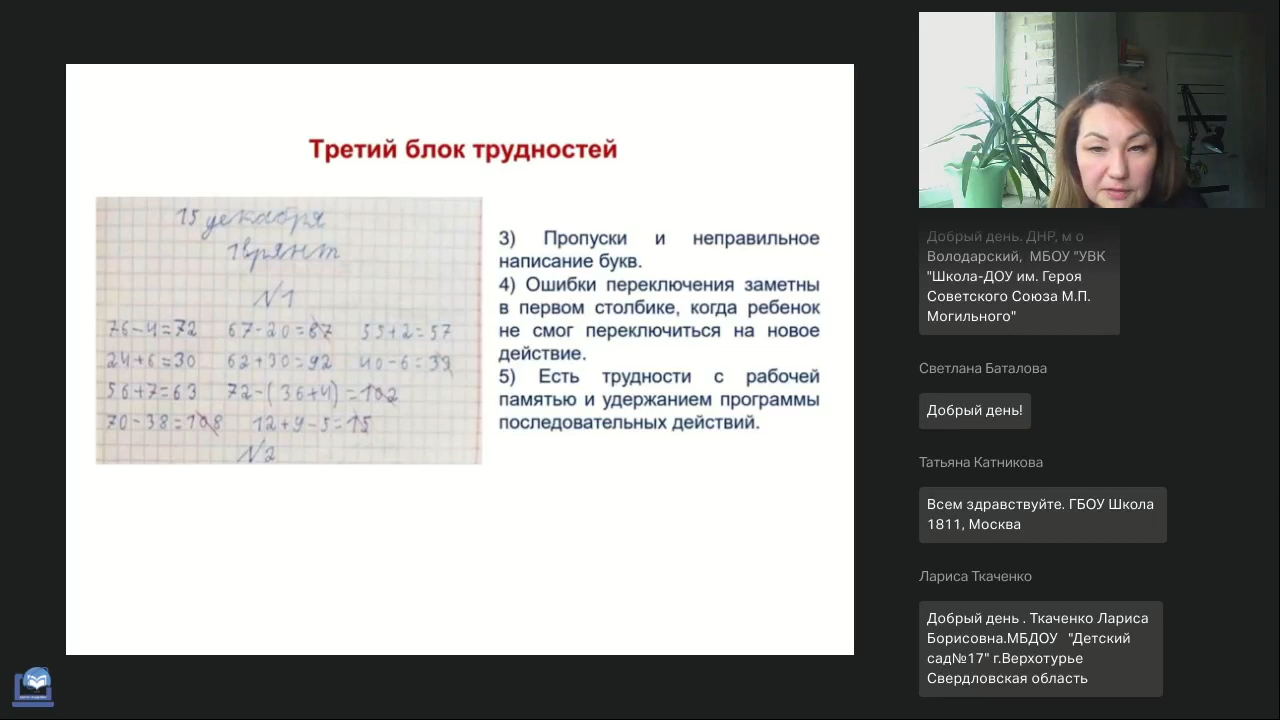 Третий блок трудностей
15 декабря
1 врянт
N1
76-4=72 67-20=87 55+2=57
24+6=30 62+30=92 40-6=39
56+7=63 72-(36+4)=102
70-38=108 12+9-5=15
N2
3) Пропуски и неправильное
написание букв.
4) Ошибки переключения заметны
в первом столбике, когда ребенок
не смог переключиться на новое
действие.
5) Есть трудности с рабочей
памятью и удержанием программы
последовательных действий.
Добрый день. ДНР, м о
Володарский, МБОУ "УВК
"Школа-ДОУ им. Героя
Советского Союза М.П.
Могильного"
Светлана Баталова
Добрый день!
Татьяна Катникова
Всем здравствуйте. ГБОУ Школа
1811, Москва
Лариса Ткаченко
Добрый день . Ткаченко Лариса
Борисовна.МБДОУ "Детский
сад№17" г.Верхотурье
Свердловская область